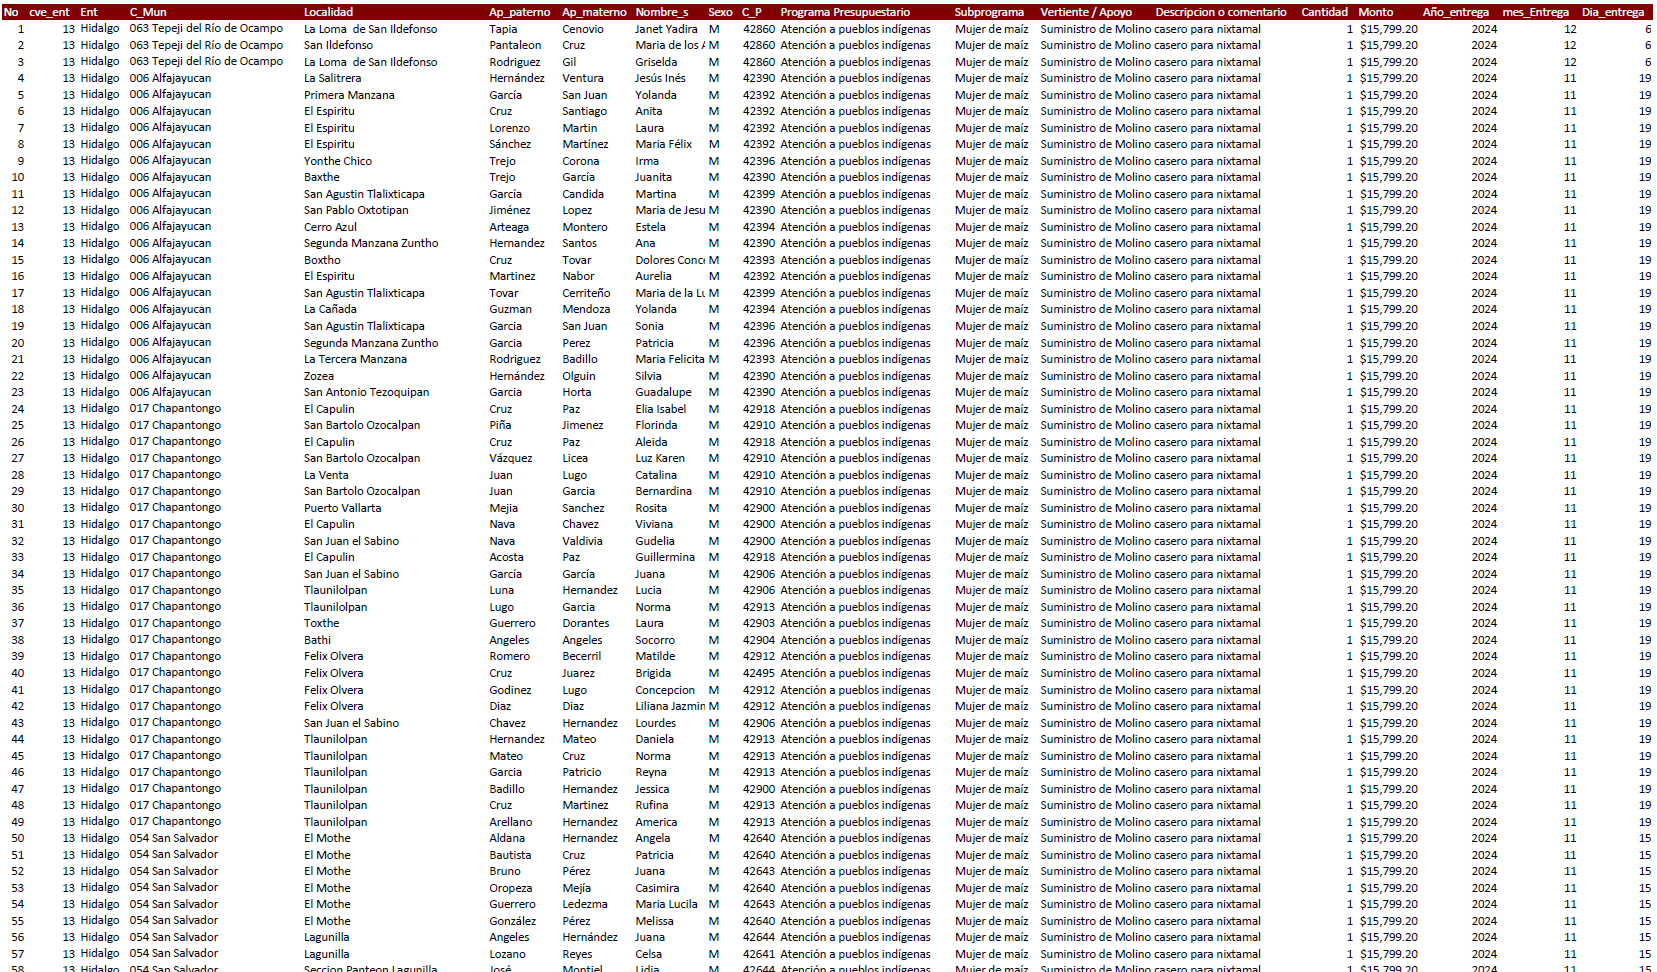 No cve_ent Ent C_Mun Localidad Ap_paterno Ap_materno Nombre_s Sexo C_P Programa Presupuestario Subprograma Vertiente / Apoyo Descripcion o comentario Cantidad Monto Año_entrega mes_Entrega Dia_entrega
1 13 Hidalgo 063 Tepeji del Río de Ocampo La Loma de San Ildefonso Tapia Cenovio Janet Yadira M 42860 Atención a pueblos indígenas Mujer de maíz Suministro de Molino casero para nixtamal 1 $15,799.20 2024 12 6
2 13 Hidalgo 063 Tepeji del Río de Ocampo San Ildefonso Pantaleon Cruz Maria de los M 42860 Atención a pueblos indígenas Mujer de maíz Suministro de Molino casero para nixtamal 1 $15,799.20 2024 12 6
3 13 Hidalgo 063 Tepeji del Río de Ocampo La Loma de San Ildefonso Rodriguez Gil Griselda M 42860 Atención a pueblos indígenas Mujer de maíz Suministro de Molino casero para nixtamal 1 $15,799.20 2024 12 6
4 13 Hidalgo 006 Alfajayucan La Salitrera Hernández Ventura Jesús Inés M 42390 Atención a pueblos indígenas Mujer de maíz Suministro de Molino casero para nixtamal 1 $15,799.20 2024 11 19
5 13 Hidalgo 006 Alfajayucan Primera Manzana García San Juan Yolanda M 42392 Atención a pueblos indígenas Mujer de maíz Suministro de Molino casero para nixtamal 1 $15,799.20 2024 11 19
6 13 Hidalgo 006 Alfajayucan El Espiritu Cruz Santiago Anita M 42392 Atención a pueblos indígenas Mujer de maíz Suministro de Molino casero para nixtamal 1 $15,799.20 2024 11 19
7 13 Hidalgo 006 Alfajayucan El Espiritu Lorenzo Martin Laura M 42392 Atención a pueblos indígenas Mujer de maíz Suministro de Molino casero para nixtamal 1 $15,799.20 2024 11 19
8 13 Hidalgo 006 Alfajayucan El Espiritu Sánchez Martínez Maria Félix M 42392 Atención a pueblos indígenas Mujer de maíz Suministro de Molino casero para nixtamal 1 $15,799.20 2024 11 19
9 13 Hidalgo 006 Alfajayucan Yonthe Chico Trejo Corona Irma M 42396 Atención a pueblos indígenas Mujer de maíz Suministro de Molino casero para nixtamal 1 $15,799.20 2024 11 19
10 13 Hidalgo 006 Alfajayucan Baxthe Trejo García Juanita M 42390 Atención a pueblos indígenas Mujer de maíz Suministro de Molino casero para nixtamal 1 $15,799.20 2024 11 19
11 13 Hidalgo 006 Alfajayucan San Agustin Tlalixticapa García Candida Martina M 42399 Atención a pueblos indígenas Mujer de maíz Suministro de Molino casero para nixtamal 1 $15,799.20 2024 11 19
12 13 Hidalgo 006 Alfajayucan San Pablo Oxtotipan Jiménez Lopez Maria de Jesu M 42390 Atención a pueblos indígenas Mujer de maíz Suministro de Molino casero para nixtamal 1 $15,799.20 2024 11 19
13 13 Hidalgo 006 Alfajayucan Cerro Azul Arteaga Montero Estela M 42394 Atención a pueblos indígenas Mujer de maíz Suministro de Molino casero para nixtamal 1 $15,799.20 2024 11 19
14 13 Hidalgo 006 Alfajayucan Segunda Manzana Zuntho Hernandez Santos Ana M 42390 Atención a pueblos indígenas Mujer de maíz Suministro de Molino casero para nixtamal 1 $15,799.20 2024 11 19
15 13 Hidalgo 006 Alfajayucan Boxtho Cruz Tovar Dolores Conc M 42393 Atención a pueblos indígenas Mujer de maíz Suministro de Molino casero para nixtamal 1 $15,799.20 2024 11 19
16 13 Hidalgo 006 Alfajayucan El Espiritu Martinez Nabor Aurelia M 42392 Atención a pueblos indígenas Mujer de maíz Suministro de Molino casero para nixtamal 1 $15,799.20 2024 11 19
17 13 Hidalgo 006 Alfajayucan San Agustin Tlalixticapa Tovar Cerriteño Maria de la Lu M 42399 Atención a pueblos indígenas Mujer de maíz Suministro de Molino casero para nixtamal 1 $15,799.20 2024 11 19
18 13 Hidalgo 006 Alfajayucan La Cañada Guzman Mendoza Yolanda M 42394 Atención a pueblos indígenas Mujer de maíz Suministro de Molino casero para nixtamal 1 $15,799.20 2024 11 19
19 13 Hidalgo 006 Alfajayucan San Agustin Tlalixticapa Garcia San Juan Sonia M 42396 Atención a pueblos indígenas Mujer de maíz Suministro de Molino casero para nixtamal 1 $15,799.20 2024 11 19
20 13 Hidalgo 006 Alfajayucan Segunda Manzana Zuntho Garcia Perez Patricia M 42396 Atención a pueblos indígenas Mujer de maíz Suministro de Molino casero para nixtamal 1 $15,799.20 2024 11 19
21 13 Hidalgo 006 Alfajayucan La Tercera Manzana Rodriguez Badillo Maria Felicita M 42393 Atención a pueblos indígenas Mujer de maíz Suministro de Molino casero para nixtamal 1 $15,799.20 2024 11 19
22 13 Hidalgo 006 Alfajayucan Zozea Hernández Olguin Silvia M 42390 Atención a pueblos indígenas Mujer de maíz Suministro de Molino casero para nixtamal 1 $15,799.20 2024 11 19
23 13 Hidalgo 006 Alfajayucan San Antonio Tezoquipan Garcia Horta Guadalupe M 42390 Atención a pueblos indígenas Mujer de maíz Suministro de Molino casero para nixtamal 1 $15,799.20 2024 11 19
24 13 Hidalgo 017 Chapantongo El Capulin Cruz Paz Elia Isabel M 42918 Atención a pueblos indígenas Mujer de maíz Suministro de Molino casero para nixtamal 1 $15,799.20 2024 11 19
25 13 Hidalgo 017 Chapantongo San Bartolo Ozocalpan Piña Jimenez Florinda M 42910 Atención a pueblos indígenas Mujer de maíz Suministro de Molino casero para nixtamal 1 $15,799.20 2024 11 19
26 13 Hidalgo 017 Chapantongo El Capulin Cruz Paz Aleida M 42918 Atención a pueblos indígenas Mujer de maíz Suministro de Molino casero para nixtamal 1 $15,799.20 2024 11 19
27 13 Hidalgo 017 Chapantongo San Bartolo Ozocalpan Vázquez Licea Luz Karen M 42910 Atención a pueblos indígenas Mujer de maíz Suministro de Molino casero para nixtamal 1 $15,799.20 2024 11 19
28 13 Hidalgo 017 Chapantongo La Venta Juan Lugo Catalina M 42910 Atención a pueblos indígenas Mujer de maíz Suministro de Molino casero para nixtamal 1 $15,799.20 2024 11 19
29 13 Hidalgo 017 Chapantongo San Bartolo Ozocalpan Juan Garcia Bernardina M 42910 Atención a pueblos indígenas Mujer de maíz Suministro de Molino casero para nixtamal 1 $15,799.20 2024 11 19
30 13 Hidalgo 017 Chapantongo Puerto Vallarta Mejia Sanchez Rosita M 42900 Atención a pueblos indígenas Mujer de maíz Suministro de Molino casero para nixtamal 1 $15,799.20 2024 11 19
31 13 Hidalgo 017 Chapantongo El Capulin Nava Chavez Viviana M 42900 Atención a pueblos indígenas Mujer de maíz Suministro de Molino casero para nixtamal 1 $15,799.20 2024 11 19
32 13 Hidalgo 017 Chapantongo San Juan el Sabino Nava Valdivia Gudelia M 42900 Atención a pueblos indígenas Mujer de maíz Suministro de Molino casero para nixtamal 1 $15,799.20 2024 11 19
33 13 Hidalgo 017 Chapantongo El Capulin Acosta Paz Guillermina M 42918 Atención a pueblos indígenas Mujer de maíz Suministro de Molino casero para nixtamal 1 $15,799.20 2024 11 19
34 13 Hidalgo 017 Chapantongo San Juan el Sabino García García Juana M 42906 Atención a pueblos indígenas Mujer de maíz Suministro de Molino casero para nixtamal 1 $15,799.20 2024 11 19
35 13 Hidalgo 017 Chapantongo Tlaunilolpan Luna Hernandez Lucia M 42906 Atención a pueblos indígenas Mujer de maíz Suministro de Molino casero para nixtamal 1 $15,799.20 2024 11 19
36 13 Hidalgo 017 Chapantongo Tlaunilolpan Lugo Garcia Norma M 42913 Atención a pueblos indígenas Mujer de maíz Suministro de Molino casero para nixtamal 1 $15,799.20 2024 11 19
37 13 Hidalgo 017 Chapantongo Toxthe Guerrero Dorantes Laura M 42903 Atención a pueblos indígenas Mujer de maíz Suministro de Molino casero para nixtamal 1 $15,799.20 2024 11 19
38 13 Hidalgo 017 Chapantongo Bathi Angeles Angeles Socorro M 42904 Atención a pueblos indígenas Mujer de maíz Suministro de Molino casero para nixtamal 1 $15,799.20 2024 11 19
39 13 Hidalgo 017 Chapantongo Felix Olvera Romero Becerril Matilde M 42912 Atención a pueblos indígenas Mujer de maíz Suministro de Molino casero para nixtamal 1 $15,799.20 2024 11 19
40 13 Hidalgo 017 Chapantongo Felix Olvera Cruz Juarez Brigida M 42495 Atención a pueblos indígenas Mujer de maíz Suministro de Molino casero para nixtamal 1 $15,799.20 2024 11 19
41 13 Hidalgo 017 Chapantongo Felix Olvera Godinez Lugo Concepcion M 42912 Atención a pueblos indígenas Mujer de maíz Suministro de Molino casero para nixtamal 1 $15,799.20 2024 11 19
42 13 Hidalgo 017 Chapantongo Felix Olvera Diaz Diaz Liliana Jazmin M 42912 Atención a pueblos indígenas Mujer de maíz Suministro de Molino casero para nixtamal 1 $15,799.20 2024 11 19
43 13 Hidalgo 017 Chapantongo San Juan el Sabino Chavez Hernandez Lourdes M 42906 Atención a pueblos indígenas Mujer de maíz Suministro de Molino casero para nixtamal 1 $15,799.20 2024 11 19
44 13 Hidalgo 017 Chapantongo Tlaunilolpan Hernandez Mateo Daniela M 42913 Atención a pueblos indígenas Mujer de maíz Suministro de Molino casero para nixtamal 1 $15,799.20 2024 11 19
45 13 Hidalgo 017 Chapantongo Tlaunilolpan Mateo Cruz Norma M 42913 Atención a pueblos indígenas Mujer de maíz Suministro de Molino casero para nixtamal 1 $15,799.20 2024 11 19
46 13 Hidalgo 017 Chapantongo Tlaunilolpan Garcia Patricio Reyna M 42913 Atención a pueblos indígenas Mujer de maíz Suministro de Molino casero para nixtamal 1 $15,799.20 2024 11 19
47 13 Hidalgo 017 Chapantongo Tlaunilolpan Badillo Hernandez Jessica M 42900 Atención a pueblos indígenas Mujer de maíz Suministro de Molino casero para nixtamal 1 $15,799.20 2024 11 19
48 13 Hidalgo 017 Chapantongo Tlaunilolpan Cruz Martinez Rufina M 42913 Atención a pueblos indígenas Mujer de maíz Suministro de Molino casero para nixtamal 1 $15,799.20 2024 11 19
49 13 Hidalgo 017 Chapantongo Tlaunilolpan Arellano Hernandez America M 42913 Atención a pueblos indígenas Mujer de maíz Suministro de Molino casero para nixtamal 1 $15,799.20 2024 11 19
50 13 Hidalgo 054 San Salvador El Mothe Aldana Hernandez Angela M 42640 Atención a pueblos indígenas Mujer de maíz Suministro de Molino casero para nixtamal 1 $15,799.20 2024 11 15
51 13 Hidalgo 054 San Salvador El Mothe Bautista Cruz Patricia M 42640 Atención a pueblos indígenas Mujer de maíz Suministro de Molino casero para nixtamal 1 $15,799.20 2024 11 15
52 13 Hidalgo 054 San Salvador El Mothe Bruno Pérez Juana M 42643 Atención a pueblos indígenas Mujer de maíz Suministro de Molino casero para nixtamal 1 $15,799.20 2024 11 15
53 13 Hidalgo 054 San Salvador El Mothe Oropeza Mejía Casimira M 42640 Atención a pueblos indígenas Mujer de maíz Suministro de Molino casero para nixtamal 1 $15,799.20 2024 11 15
54 13 Hidalgo 054 San Salvador El Mothe Guerrero Ledezma Maria Lucila M 42643 Atención a pueblos indígenas Mujer de maíz Suministro de Molino casero para nixtamal 1 $15,799.20 2024 11 15
55 13 Hidalgo 054 San Salvador El Mothe González Pérez Melissa M 42640 Atención a pueblos indígenas Mujer de maíz Suministro de Molino casero para nixtamal 1 $15,799.20 2024 11 15
56 13 Hidalgo 054 San Salvador Lagunilla Angeles Hernández Juana M 42644 Atención a pueblos indígenas Mujer de maíz Suministro de Molino casero para nixtamal 1 $15,799.20 2024 11 15
57 13 Hidalgo 054 San Salvador Lagunilla Lozano Reyes Celsa M 42641 Atención a pueblos indígenas Mujer de maíz Suministro de Molino casero para nixtamal 1 $15,799.20 2024 11 15
58 13 Hidalgo 054 San Salvador Seccion Panteon Lagunilla José Montiel Lidia M 42644 Atención a pueblos indígenas Mujer de maíz Suministro de Molino casero para nixtamal 1 $15,799.20 2024 11 15